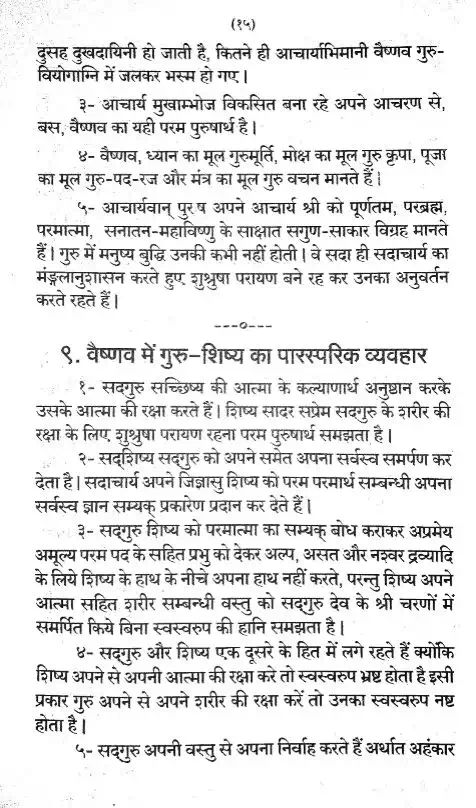 (१५)
दुसह दुखदायिनी हो जाती है, कितने ही आचार्याभिमानी वैष्णव गुरु-
वियोगाग्नि में जलकर भस्म हो गए।
३- आचार्य मुखाम्भोज विकसित बना रहे अपने आचरण से,
बस, वैष्णव का यही परम पुरुषार्थ है।
४- वैष्णव, ध्यान का मूल गुरुमूर्ति, मोक्ष का मूल गुरु कृपा, पूजा
का मूल गुरु-पद-रज और मंत्र का मूल गुरु वचन मानते हैं।
५- आचार्यवान् पुरष अपने आचार्य श्री को पूर्णतम, परब्रह्म,
परमात्मा, सनातन-महाविष्णु के साक्षात सगुण-साकार विग्रह मानते
हैं। गुरु में मनुष्य बुद्धि उनकी कभी नहीं होती। वे सदा ही सदाचार्य का
मंङ्गलानुशासन करते हुए शुश्रुषा परायण बने रह कर उनका अनुवर्तन
करते रहते हैं।
---०---
९. वैष्णव में गुरु-शिष्य का पारस्परिक व्यवहार
१- सदगुरु सच्छिष्य की आत्मा के कल्याणार्थ अनुष्ठान करके
उसके आत्मा की रक्षा करते हैं। शिष्य सादर सप्रेम सदगुरु के शरीर की
रक्षा के लिए शुश्रुषा परायण रहना परम पुरुषार्थ समझता है।
२- सद्शिष्य सदगुरु को अपने समेत अपना सर्वस्व समर्पण कर
देता है। सदाचार्य अपने जिज्ञासु शिष्य को परम परमार्थ सम्बन्धी अपना
सर्वस्व ज्ञान सम्यक् प्रकारेण प्रदान कर देते हैं।
३- सदगुरु शिष्य को परमात्मा का सम्यक् बोध कराकर अप्रमेय
अमूल्य परम पद के सहित प्रभु को देकर अल्प, असत और नश्वर द्रव्यादि
के लिये शिष्य के हाथ के नीचे अपना हाथ नहीं करते, परन्तु शिष्य अपने
आत्मा सहित शरीर सम्बन्धी वस्तु को सदगुरु देव के श्री चरणों में
समर्पित किये बिना स्वस्वरुप की हानि समझता है।
४- सदगुरु और शिष्य एक दूसरे के हित में लगे रहते हैं क्योंकि
शिष्य अपने से अपनी आत्मा की रक्षा करे तो स्वस्वरुप भ्रष्ट होता है इसी
प्रकार गुरु अपने से अपने शरीर की रक्षा करें तो उनका स्वस्वरुप नष्ट
होता है।
५- सदगुरु अपनी वस्तु से अपना निर्वाह करते हैं अर्थात अहंकार